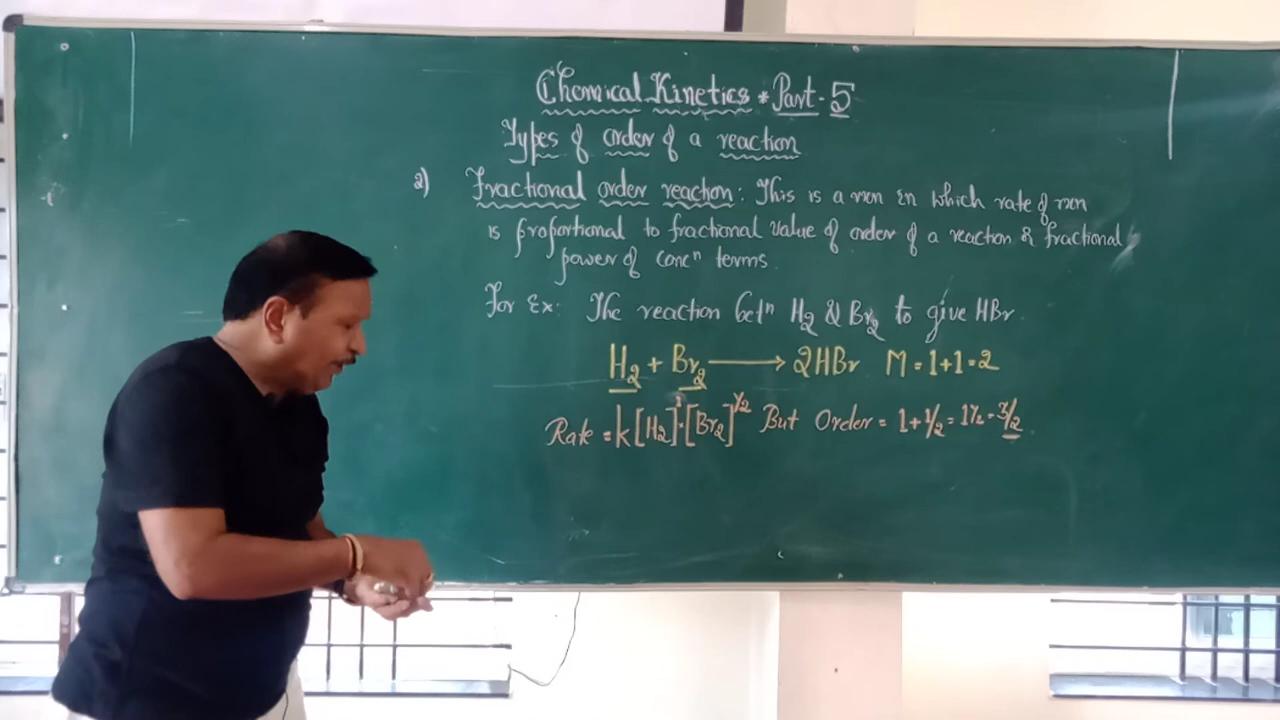 Chemical Kinetics * Part - 5
Types of order of a reaction
2) Fractional order reaction: This is a rxn in which rate of rxn
is proportional to fractional value of order of a reaction & fractional
power of concⁿ terms
For Ex: The reaction betⁿ H₂ & Br₂ to give HBr.
H₂ + Br₂ ⟶ 2HBr M = 1+1=2
Rate = k[H₂]¹·[Br₂]^1/2 But Order = 1+1/2 = 1 1/2 = 3/2